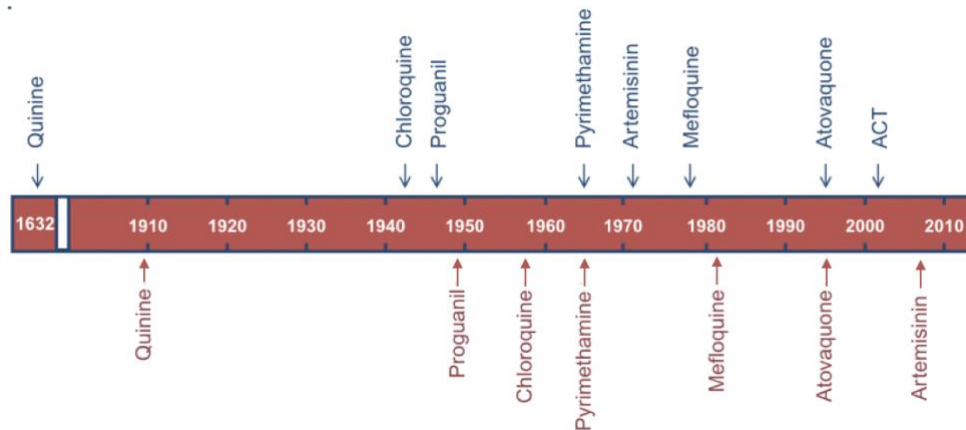 Quinine
Chloroquine
Proguanil
Pyrimethamine
Artemisinin
Mefloquine
Atovaquone
ACT
1632 1910 1920 1930 1940 1950 1960 1970 1980 1990 2000 2010
Quinine
Proguanil
Chloroquine
Pyrimethamine
Mefloquine
Atovaquone
Artemisinin